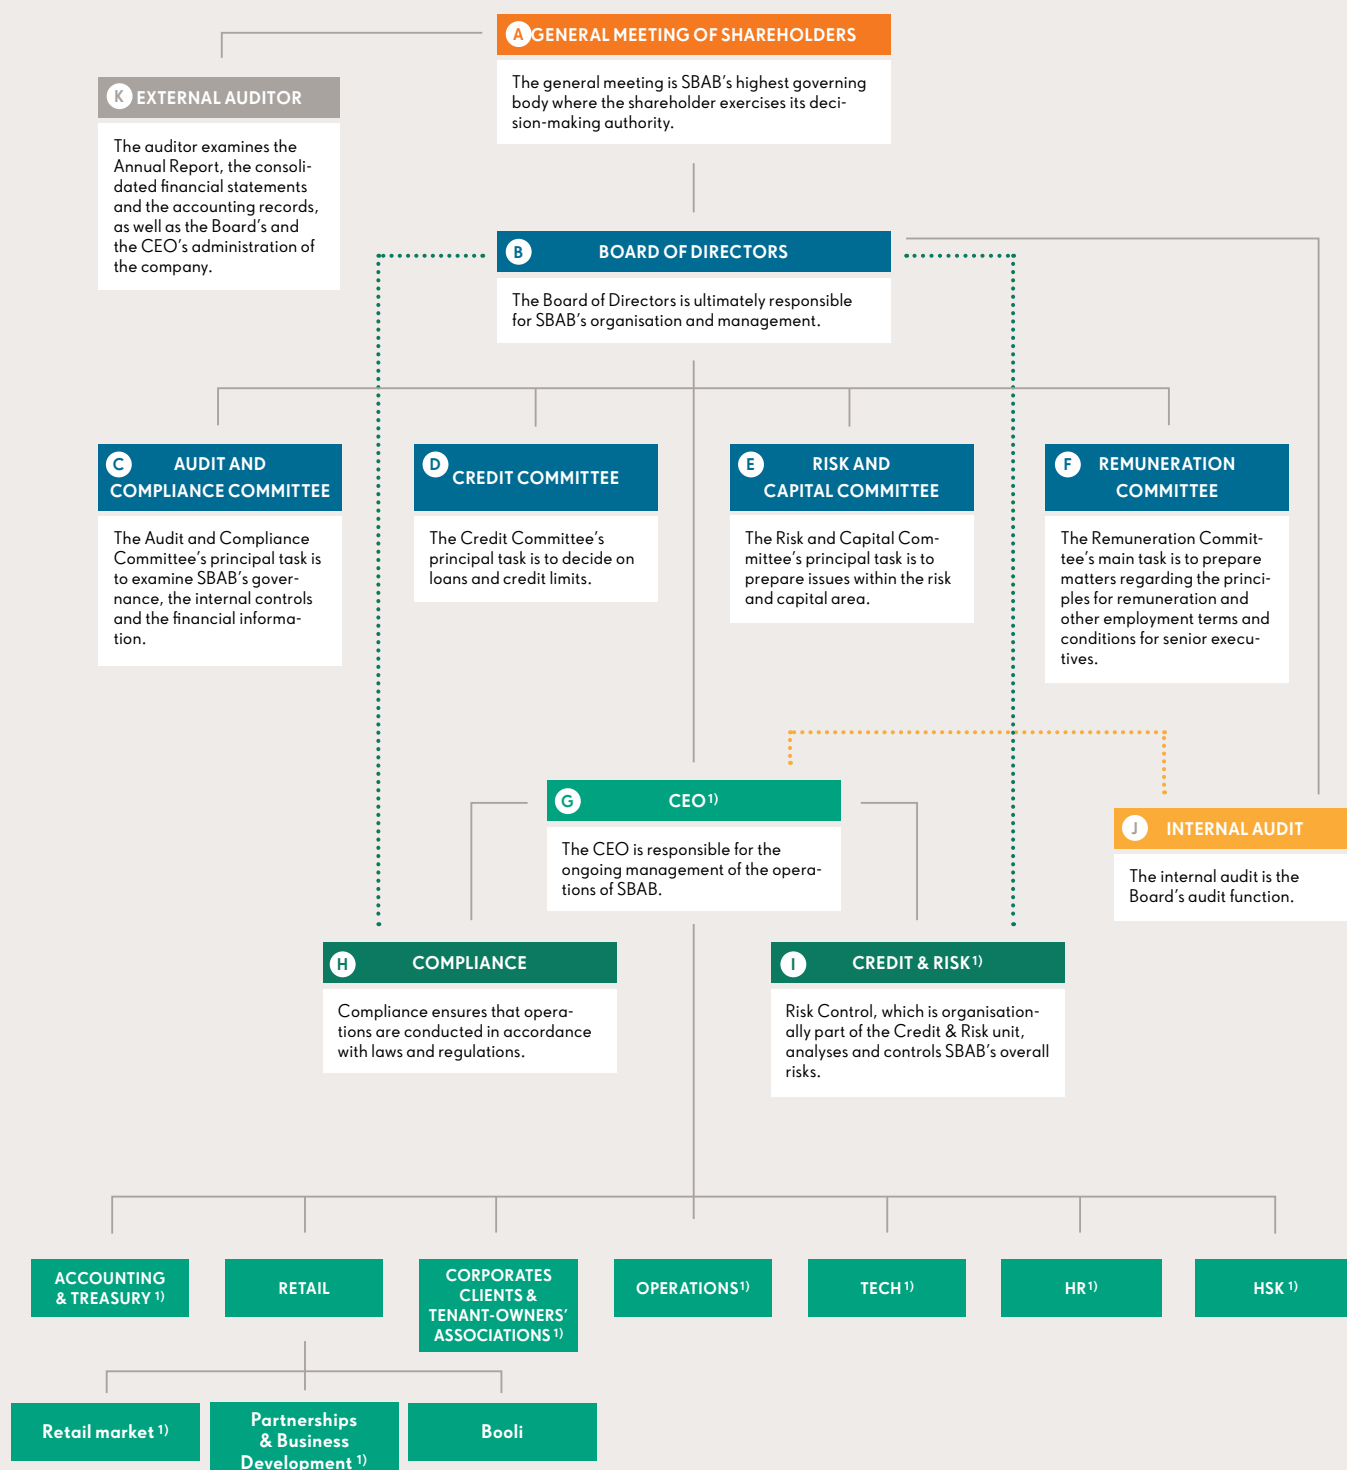 A GENERAL MEETING OF SHAREHOLDERS
The general meeting is SBAB's highest governing
body where the shareholder exercises its deci-
sion-making authority.
K EXTERNAL AUDITOR
The auditor examines the
Annual Report, the consoli-
dated financial statements
and the accounting records,
as well as the Board's and
the CEO's administration of
the company.
B BOARD OF DIRECTORS
The Board of Directors is ultimately responsible
for SBAB's organisation and management.
C AUDIT AND
COMPLIANCE COMMITTEE
The Audit and Compliance
Committee's principal task is
to examine SBAB's gover-
nance, the internal controls
and the financial informa-
tion.
D CREDIT COMMITTEE
The Credit Committee's
principal task is to decide on
loans and credit limits.
E RISK AND
CAPITAL COMMITTEE
The Risk and Capital Com-
mittee's principal task is to
prepare issues within the risk
and capital area.
F REMUNERATION
COMMITTEE
The Remuneration Commit-
tee's main task is to prepare
matters regarding the princi-
ples for remuneration and
other employment terms and
conditions for senior execu-
tives.
G CEO 1)
The CEO is responsible for the
ongoing management of the opera-
tions of SBAB.
J INTERNAL AUDIT
The internal audit is the
Board's audit function.
H COMPLIANCE
Compliance ensures that opera-
tions are conducted in accordance
with laws and regulations.
I CREDIT & RISK 1)
Risk Control, which is organisation-
ally part of the Credit & Risk unit,
analyses and controls SBAB's overall
risks.
ACCOUNTING
& TREASURY 1)
RETAIL
CORPORATES
CLIENTS &
TENANT-OWNERS'
ASSOCIATIONS 1)
OPERATIONS 1)
TECH 1)
HR 1)
HSK 1)
Retail market 1)
Partnerships
& Business
Development 1)
Booli